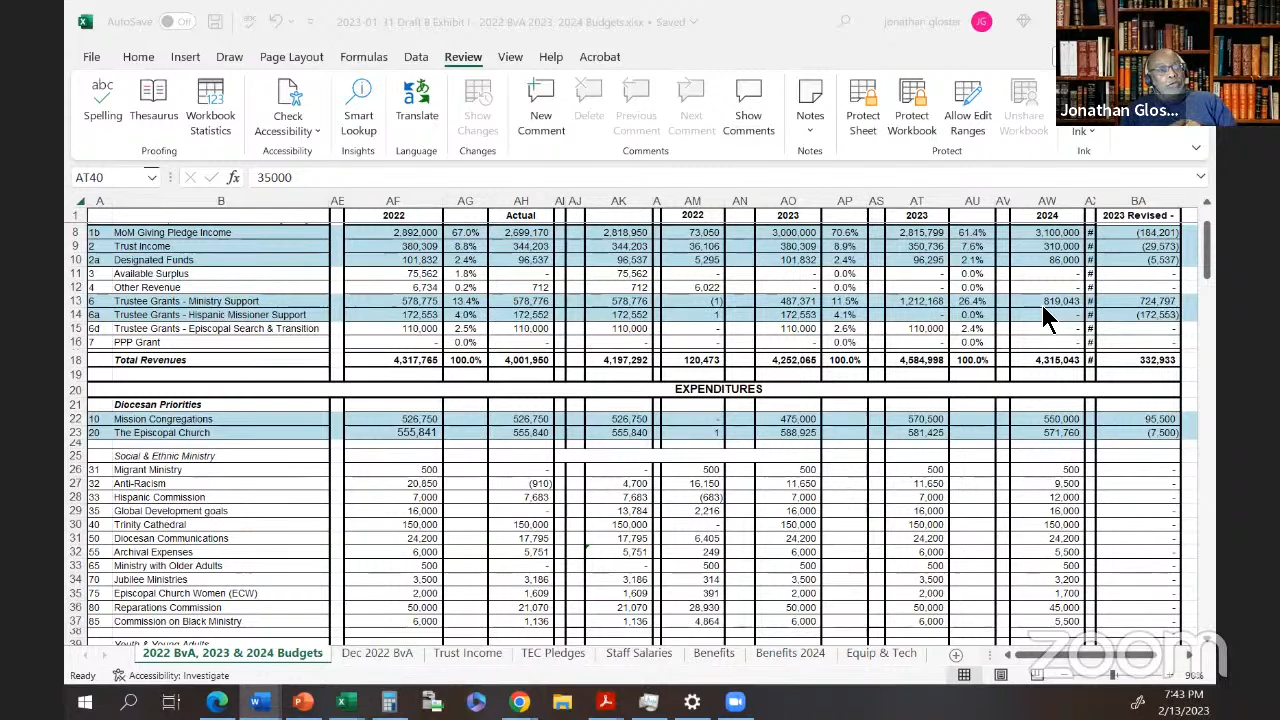 AutoSave Off 2023-01-31 Draft B Exhibit I - 2022 BvA 2023 2024 Budgets.xlsx • Saved jonathan gloster JG
File Home Insert Draw Page Layout Formulas Data Review View Help Acrobat
Spelling Thesaurus Workbook Statistics Check Accessibility Smart Lookup Translate Show Changes New Comment Delete Previous Comment Next Comment Show Comments Notes Protect Sheet Protect Workbook Allow Edit Ranges Unshare Workbook Ink
Proofing Accessibility Insights Language Changes Comments Notes Protect Ink
Jonathan Glos...
AT40 fx 35000
A B AE AF AG AH AI AJ AK A AM AN AO AP AS AT AU AV AW BA
1 2022 Actual 2022 2023 2023 2024 2023 Revised -
8 1b MoM Giving Pledge Income 2,892,000 67.0% 2,699,170 2,818,950 73,050 3,000,000 70.6% 2,815,799 61.4% 3,100,000 # (184,201)
9 2 Trust Income 380,309 8.8% 344,203 344,203 36,106 380,309 8.9% 350,736 7.6% 310,000 # (29,573)
10 2a Designated Funds 101,832 2.4% 96,537 96,537 5,295 101,832 2.4% 96,295 2.1% 86,000 # (5,537)
11 3 Available Surplus 75,562 1.8% - 75,562 - - 0.0% - 0.0% - # -
12 4 Other Revenue 6,734 0.2% 712 712 6,022 - 0.0% - 0.0% - # -
13 6 Trustee Grants - Ministry Support 578,775 13.4% 578,776 578,776 (1) 487,371 11.5% 1,212,168 26.4% 819,043 # 724,797
14 6a Trustee Grants - Hispanic Missioner Support 172,553 4.0% 172,552 172,552 1 172,553 4.1% - 0.0% - # (172,553)
15 6d Trustee Grants - Episcopal Search & Transition 110,000 2.5% 110,000 110,000 - 110,000 2.6% 110,000 2.4% - # -
16 7 PPP Grant - 0.0% - - - - 0.0% - 0.0% - # -
18 Total Revenues 4,317,765 100.0% 4,001,950 4,197,292 120,473 4,252,065 100.0% 4,584,998 100.0% 4,315,043 # 332,933
19
20 EXPENDITURES
21 Diocesan Priorities
22 10 Mission Congregations 526,750 526,750 526,750 - 475,000 570,500 550,000 95,500
23 20 The Episcopal Church 555,841 555,840 555,840 1 588,925 581,425 571,760 (7,500)
24
25 Social & Ethnic Ministry
26 31 Migrant Ministry 500 - - 500 500 500 500 -
27 32 Anti-Racism 20,850 (910) 4,700 16,150 11,650 11,650 9,500 -
28 33 Hispanic Commission 7,000 7,683 7,683 (683) 7,000 7,000 12,000 -
29 35 Global Development goals 16,000 - 13,784 2,216 16,000 16,000 16,000 -
30 40 Trinity Cathedral 150,000 150,000 150,000 - 150,000 150,000 150,000 -
31 50 Diocesan Communications 24,200 17,795 17,795 6,405 24,200 24,200 24,200 -
32 55 Archival Expenses 6,000 5,751 5,751 249 6,000 6,000 5,500 -
33 65 Ministry with Older Adults 500 - - 500 500 500 500 -
34 70 Jubilee Ministries 3,500 3,186 3,186 314 3,500 3,500 3,200 -
35 75 Episcopal Church Women (ECW) 2,000 1,609 1,609 391 2,000 2,000 1,700 -
36 80 Reparations Commission 50,000 21,070 21,070 28,930 50,000 50,000 45,000 -
37 85 Commission on Black Ministry 6,000 1,136 1,136 4,864 6,000 6,000 5,500 -
38
39 Youth & Young Adults
2022 BvA, 2023 & 2024 Budgets Dec 2022 BvA Trust Income TEC Pledges Staff Salaries Benefits Benefits 2024 Equip & Tech
Ready Accessibility: Investigate 90%
zoom
7:43 PM
2/13/2023